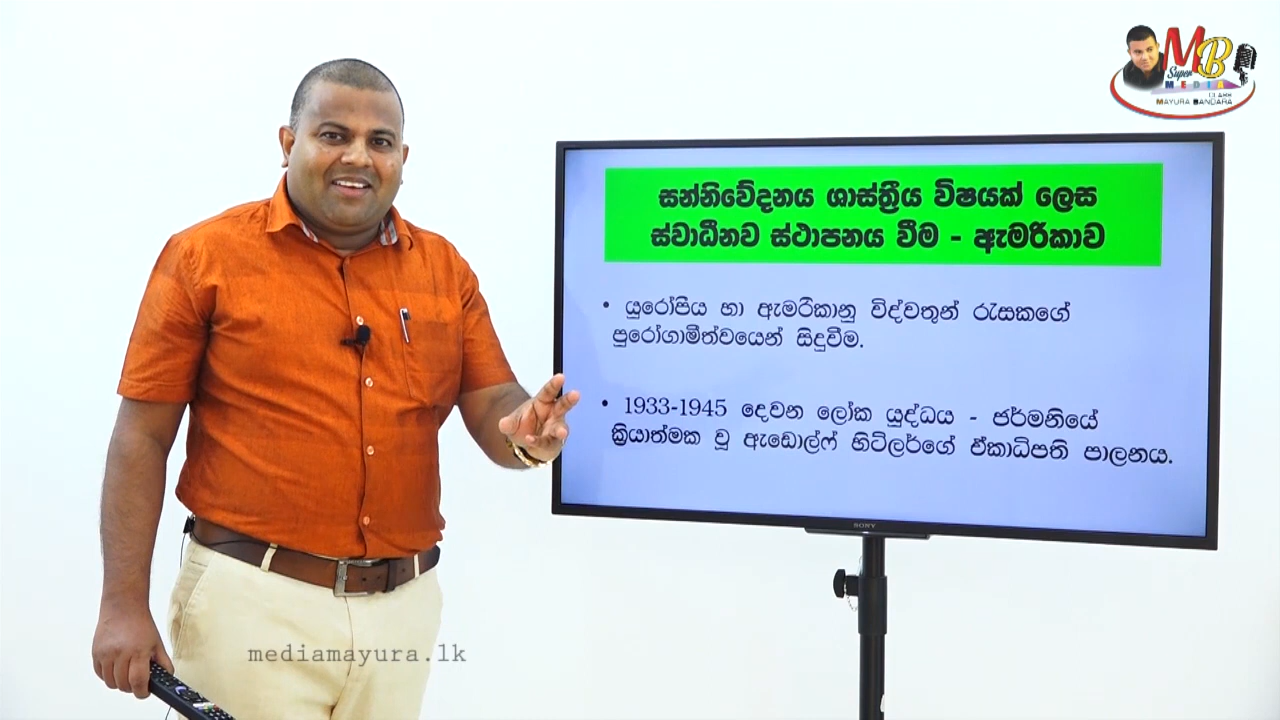 MB
Super
MEDIA
MAYURA BANDARA
සන්නිවේදනය ශාස්ත්‍රීය විෂයක් ලෙස
ස්වාධීනව ස්ථාපනය වීම - ඇමරිකාව
• යුරෝපීය හා ඇමරිකානු විද්වතුන් රැසකගේ
පුරෝගාමීත්වයෙන් සිදුවීම.
• 1933-1945 දෙවන ලෝක යුද්ධය - ජර්මනියේ
ක්‍රියාත්මක වූ ඇඩොල්ෆ් හිටිලර්ගේ ඒකාධිපති පාලනය.
SONY
mediamayura.lk